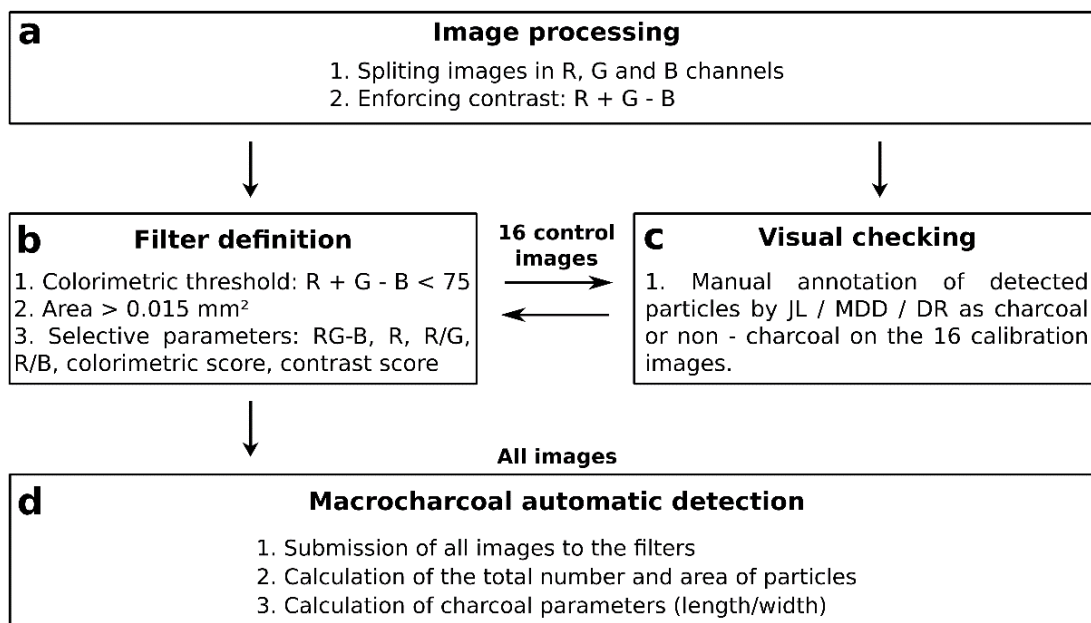 a
Image processing
1. Spliting images in R, G and B channels
2. Enforcing contrast: R + G - B
b
Filter definition
1. Colorimetric threshold: R + G - B < 75
2. Area > 0.015 mm²
3. Selective parameters: RG-B, R, R/G,
R/B, colorimetric score, contrast score
16 control
images
c
Visual checking
1. Manual annotation of detected
particles by JL / MDD / DR as charcoal
or non - charcoal on the 16 calibration
images.
All images
d
Macrocharcoal automatic detection
1. Submission of all images to the filters
2. Calculation of the total number and area of particles
3. Calculation of charcoal parameters (length/width)